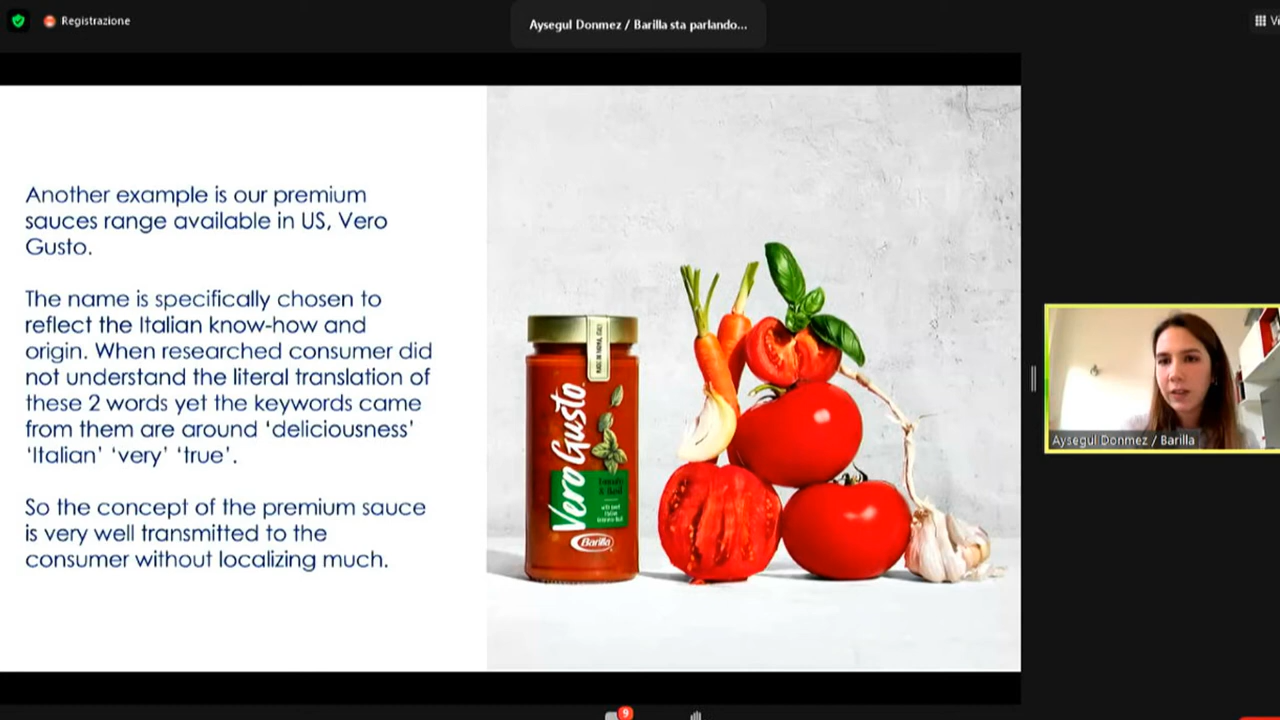 Registrazione
Aysegul Donmez / Barilla sta parlando...
Another example is our premium
sauces range available in US, Vero
Gusto.
The name is specifically chosen to
reflect the Italian know-how and
origin. When researched consumer did
not understand the literal translation of
these 2 words yet the keywords came
from them are around ‘deliciousness’
‘Italian’ ‘very’ ‘true’.
So the concept of the premium sauce
is very well transmitted to the
consumer without localizing much.
Vero Gusto
Tomato
& Basil
Barilla
Aysegul Donmez / Barilla
9